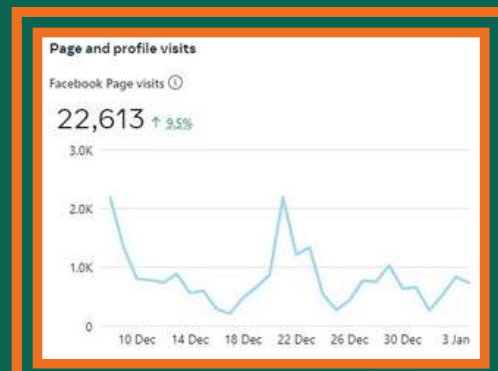 Page and profile visits
Facebook Page visits
22,613 ↑ 9.5%
3.0K
2.0K
1.0K
0
10 Dec 14 Dec 18 Dec 22 Dec 26 Dec 30 Dec 3 Jan